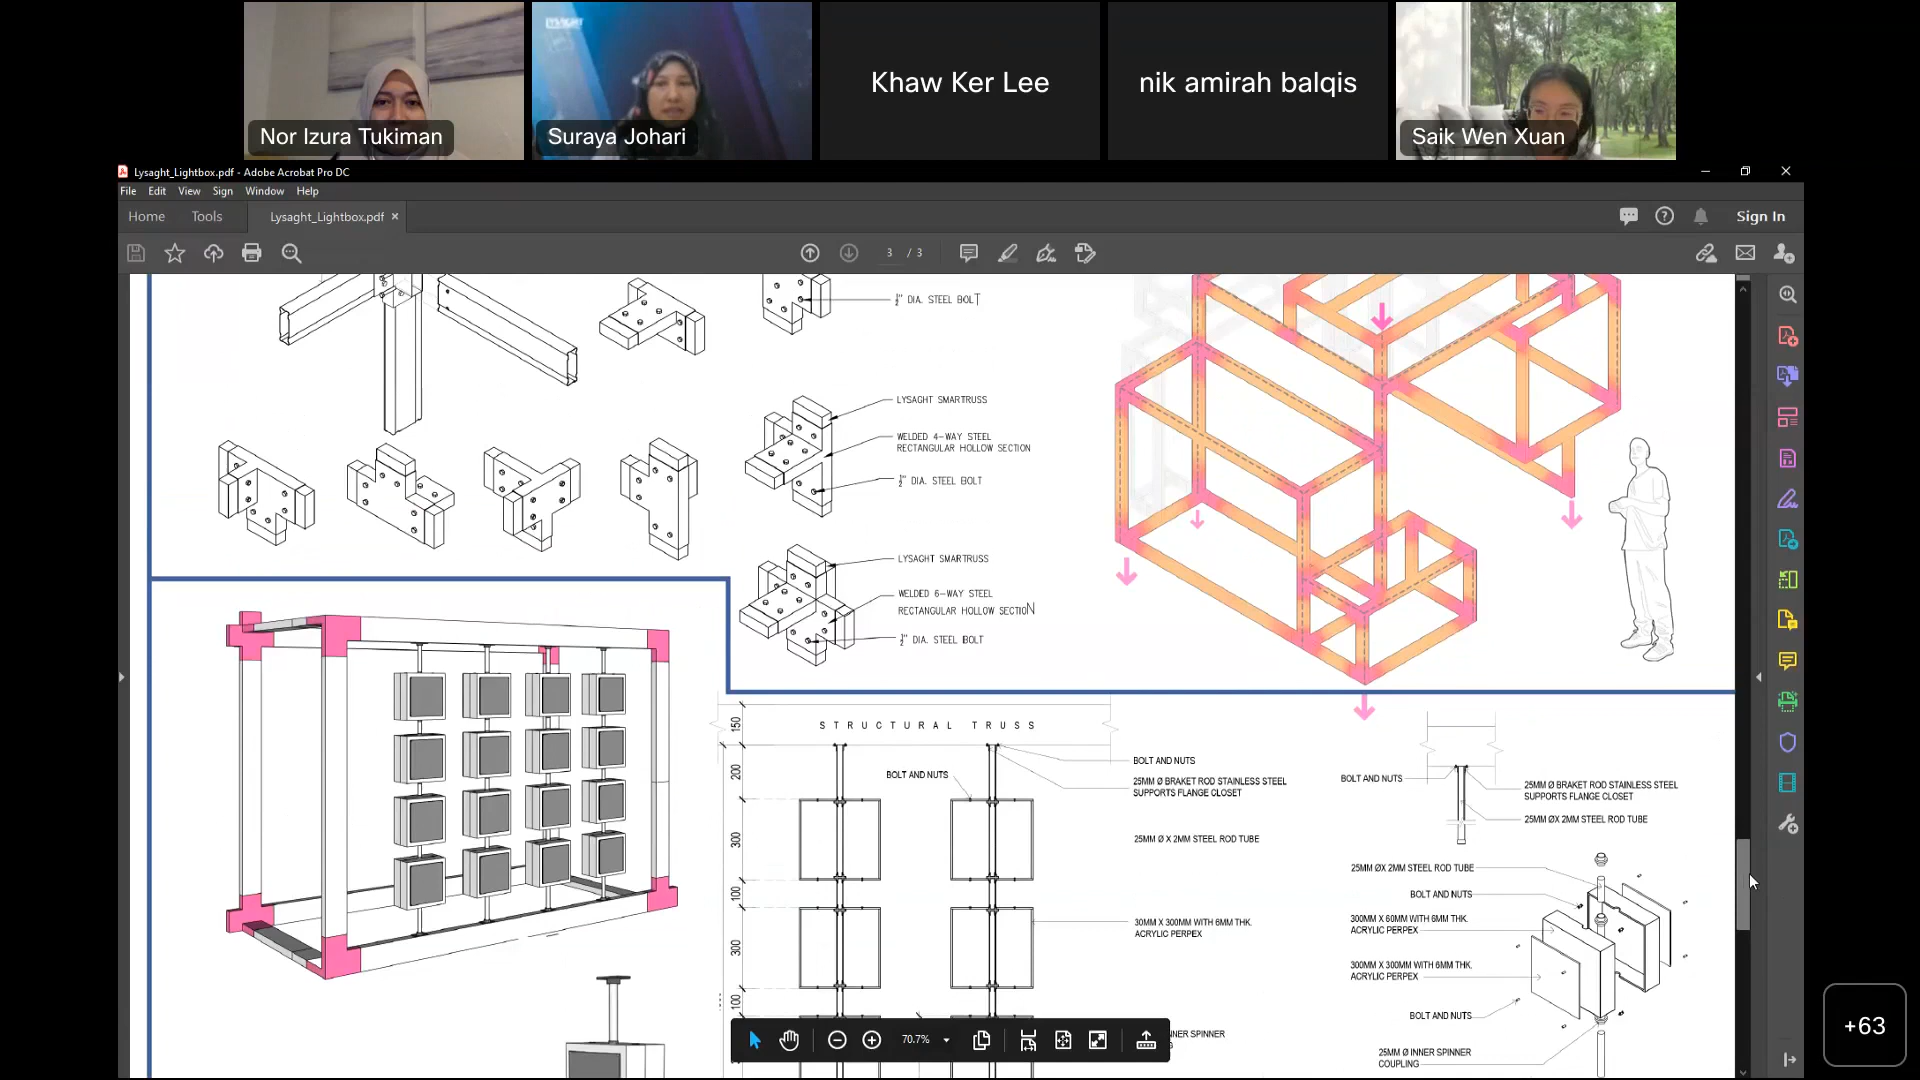 LYSAGHT
Khaw Ker Lee
nik amirah balqis
Nor Izura Tukiman
Suraya Johari
Saik Wen Xuan
Lysaght_Lightbox.pdf - Adobe Acrobat Pro DC
File Edit View Sign Window Help
Home Tools Lysaght_Lightbox.pdf × Sign In
3 / 3
½" DIA. STEEL BOLT
LYSAGHT SMARTRUSS
WELDED 4-WAY STEEL
RECTANGULAR HOLLOW SECTION
½" DIA. STEEL BOLT
LYSAGHT SMARTRUSS
WELDED 6-WAY STEEL
RECTANGULAR HOLLOW SECTION
½" DIA. STEEL BOLT
STRUCTURAL TRUSS
150
200
300
100
300
100
BOLT AND NUTS
BOLT AND NUTS
25MM Ø BRAKET ROD STAINLESS STEEL
SUPPORTS FLANGE CLOSET
25MM Ø X 2MM STEEL ROD TUBE
30MM X 300MM WITH 6MM THK.
ACRYLIC PERPEX
INNER SPINNER
BOLT AND NUTS
25MM Ø BRAKET ROD STAINLESS STEEL
SUPPORTS FLANGE CLOSET
25MM ØX 2MM STEEL ROD TUBE
25MM ØX 2MM STEEL ROD TUBE
BOLT AND NUTS
300MM X 60MM WITH 6MM THK.
ACRYLIC PERPEX
300MM X 300MM WITH 6MM THK.
ACRYLIC PERPEX
BOLT AND NUTS
25MM Ø INNER SPINNER
COUPLING
70.7%
+63